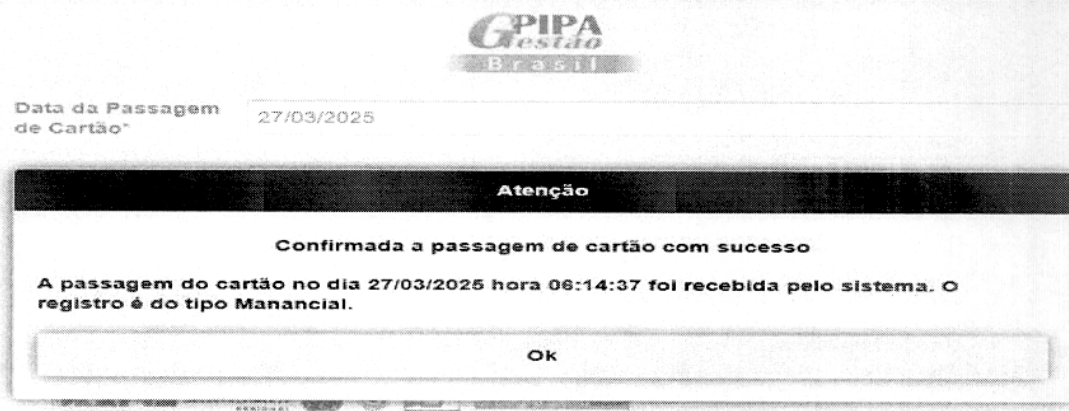 GPIPA
Gestão
Brasil
Data da Passagem
de Cartão*
27/03/2025
Atenção
Confirmada a passagem de cartão com sucesso
A passagem do cartão no dia 27/03/2025 hora 06:14:37 foi recebida pelo sistema. O
registro é do tipo Manancial.
Ok